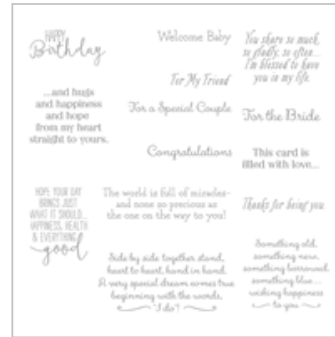 HAPPY
Birthday
...and hugs
and happiness
and hope
from my heart
straight to yours.
HOPE YOUR DAY
BRINGS JUST
WHAT IT SHOULD...
HAPPINESS, HEALTH
& EVERYTHING
good
Welcome Baby
For My Friend
For a Special Couple
Congratulations
The world is full of miracles-
and none so precious as
the one on the way to you!
Side by side together stand,
heart to heart, hand in hand.
A very special dream comes true
beginning with the words,
"I do"!
You share so much,
so gladly, so often...
I'm blessed to have
you in my life.
For the Bride
This card is
filled with love...
Thanks for being you.
Something old,
something new,
something borrowed,
something blue...
wishing happiness
to you